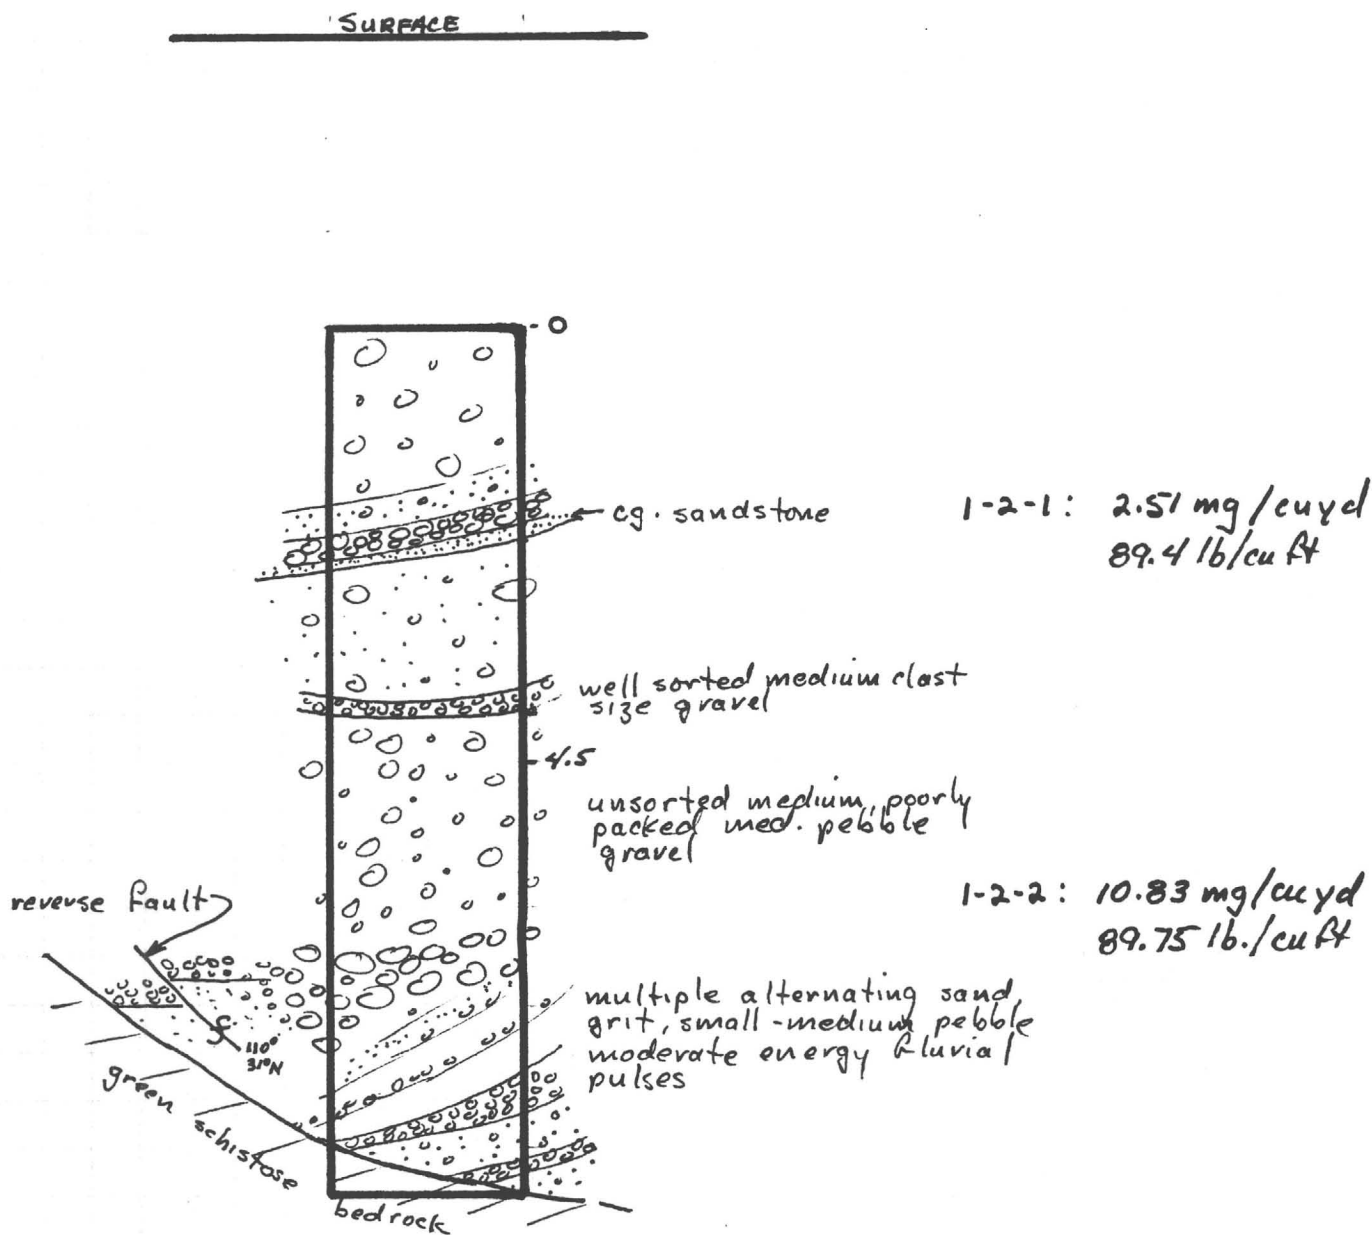 SURFACE
0
cg. sandstone
1-2-1: 2.51 mg/cuyd
89.4 lb/cu ft
well sorted medium clast
size gravel
4.5
unsorted medium, poorly
packed med. pebble
gravel
1-2-2: 10.83 mg/cuyd
89.75 lb./cu ft
reverse fault
multiple alternating sand,
grit, small-medium pebble
moderate energy fluvial
pulses
110°
31°N
green schistose
bedrock